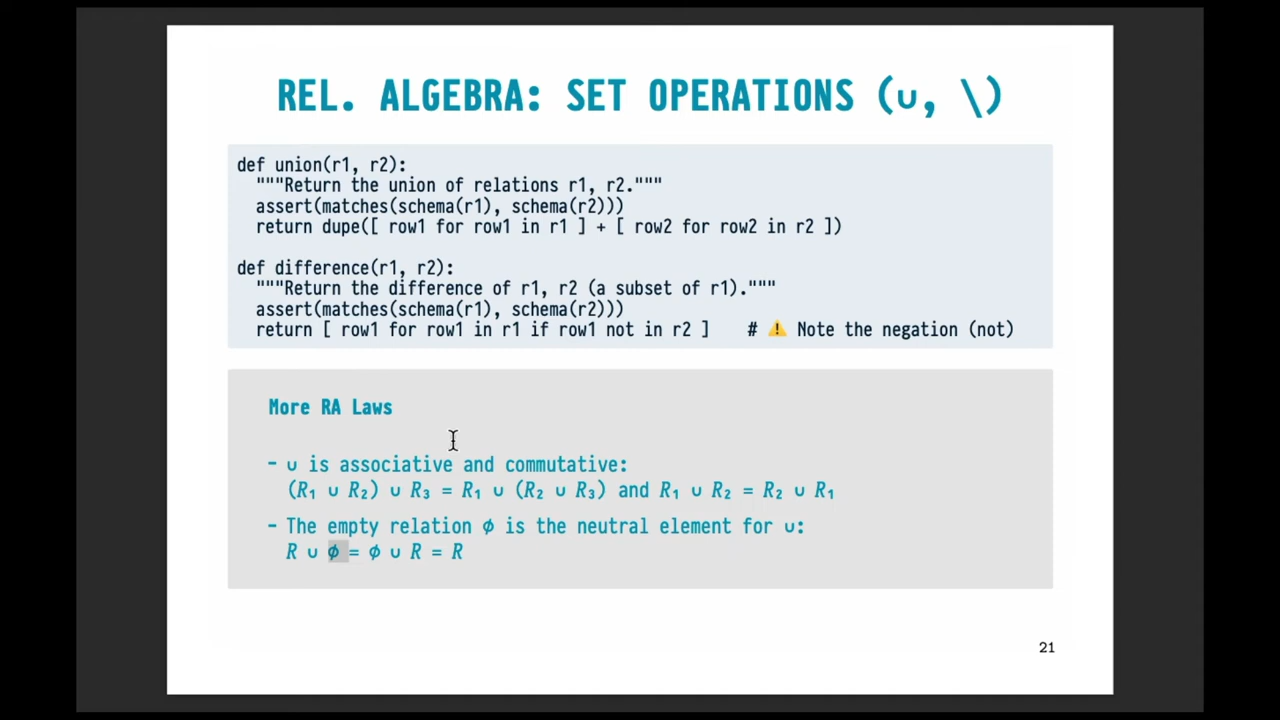 REL. ALGEBRA: SET OPERATIONS (∪, \)
def union(r1, r2):
"""Return the union of relations r1, r2."""
assert(matches(schema(r1), schema(r2)))
return dupe([ row1 for row1 in r1 ] + [ row2 for row2 in r2 ])
def difference(r1, r2):
"""Return the difference of r1, r2 (a subset of r1)."""
assert(matches(schema(r1), schema(r2)))
return [ row1 for row1 in r1 if row1 not in r2 ] # ⚠️ Note the negation (not)
More RA Laws
- ∪ is associative and commutative:
(R₁ ∪ R₂) ∪ R₃ = R₁ ∪ (R₂ ∪ R₃) and R₁ ∪ R₂ = R₂ ∪ R₁
- The empty relation ø is the neutral element for ∪:
R ∪ ø = ø ∪ R = R
21